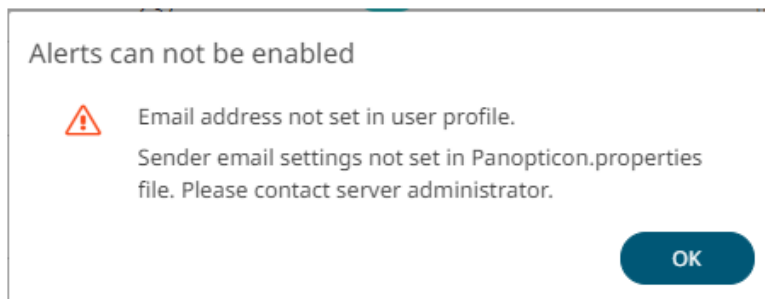 Alerts can not be enabled
Email address not set in user profile.
Sender email settings not set in Panopticon.properties
file. Please contact server administrator.
OK